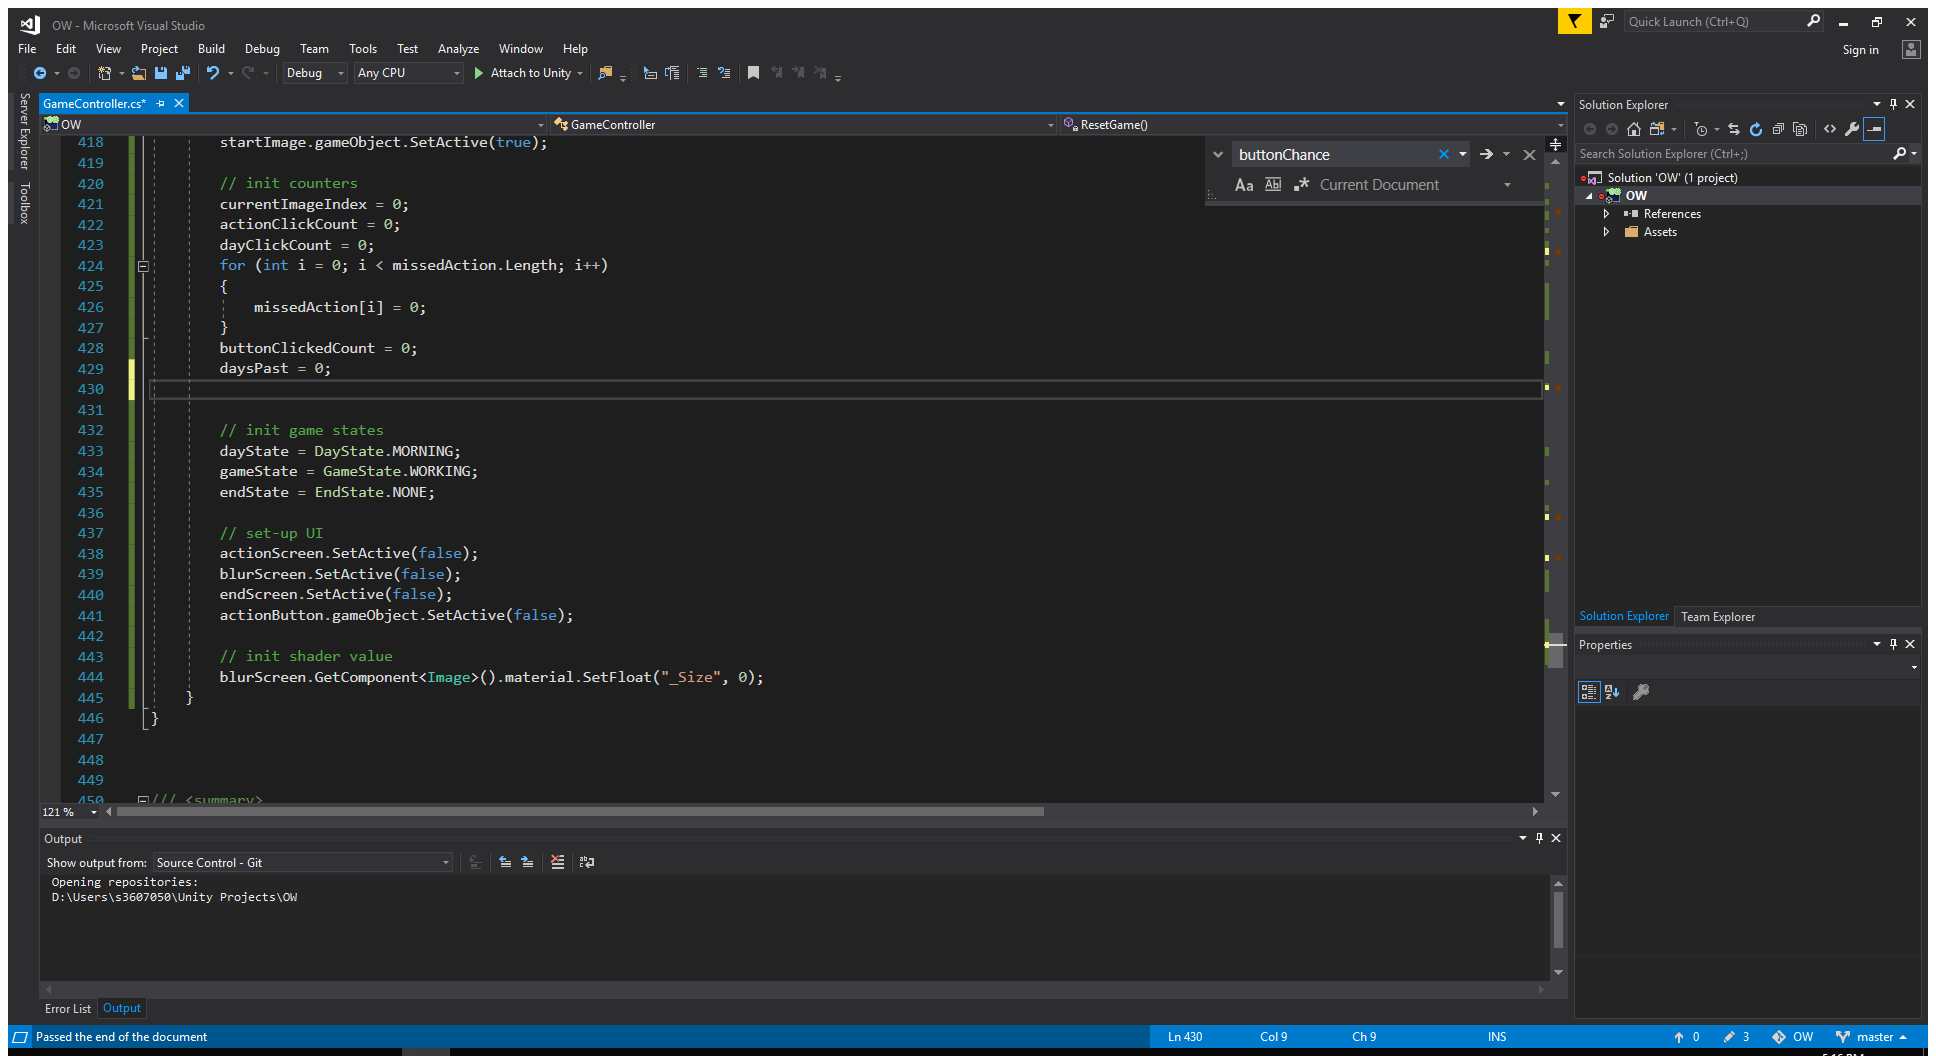 OW - Microsoft Visual Studio
Quick Launch (Ctrl+Q)
File Edit View Project Build Debug Team Tools Test Analyze Window Help
Sign in
Debug Any CPU Attach to Unity
Server Explorer
Toolbox
GameController.cs*
OW GameController ResetGame()
buttonChance
Aa Ab Current Document
418 startImage.gameObject.SetActive(true);
419
420 // init counters
421 currentImageIndex = 0;
422 actionClickCount = 0;
423 dayClickCount = 0;
424 for (int i = 0; i < missedAction.Length; i++)
425 {
426 missedAction[i] = 0;
427 }
428 buttonClickedCount = 0;
429 daysPast = 0;
430
431
432 // init game states
433 dayState = DayState.MORNING;
434 gameState = GameState.WORKING;
435 endState = EndState.NONE;
436
437 // set-up UI
438 actionScreen.SetActive(false);
439 blurScreen.SetActive(false);
440 endScreen.SetActive(false);
441 actionButton.gameObject.SetActive(false);
442
443 // init shader value
444 blurScreen.GetComponent<Image>().material.SetFloat("_Size", 0);
445 }
446 }
447
448
449
450 /// <summary>
121 %
Output
Show output from: Source Control - Git
Opening repositories:
D:\Users\s3607050\Unity Projects\OW
Error List Output
Solution Explorer
Search Solution Explorer (Ctrl+;)
Solution 'OW' (1 project)
OW
References
Assets
Solution Explorer Team Explorer
Properties
Passed the end of the document Ln 430 Col 9 Ch 9 INS 0 3 OW master
5:16 PM